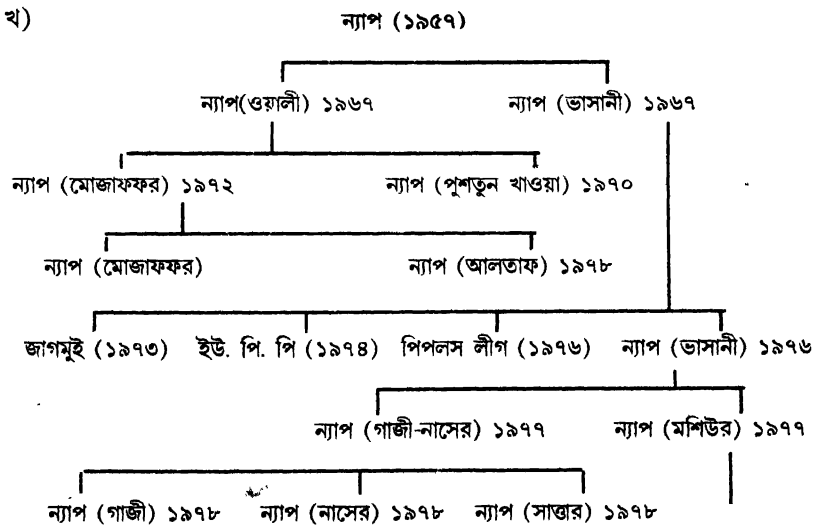 খ)
ন্যাপ (১৯৫৭)
ন্যাপ(ওয়ালী) ১৯৬৭ ন্যাপ (ভাসানী) ১৯৬৭
ন্যাপ (মোজাফফর) ১৯৭২ ন্যাপ (পুশতুন খাওয়া) ১৯৭০
ন্যাপ (মোজাফফর) ন্যাপ (আলতাফ) ১৯৭৮
জাগমুই (১৯৭৩) ইউ. পি. পি (১৯৭৪) পিপলস লীগ (১৯৭৬) ন্যাপ (ভাসানী) ১৯৭৬
ন্যাপ (গাজী-নাসের) ১৯৭৭ ন্যাপ (মশিউর) ১৯৭৭
ন্যাপ (গাজী) ১৯৭৮ ন্যাপ (নাসের) ১৯৭৮ ন্যাপ (সাত্তার) ১৯৭৮